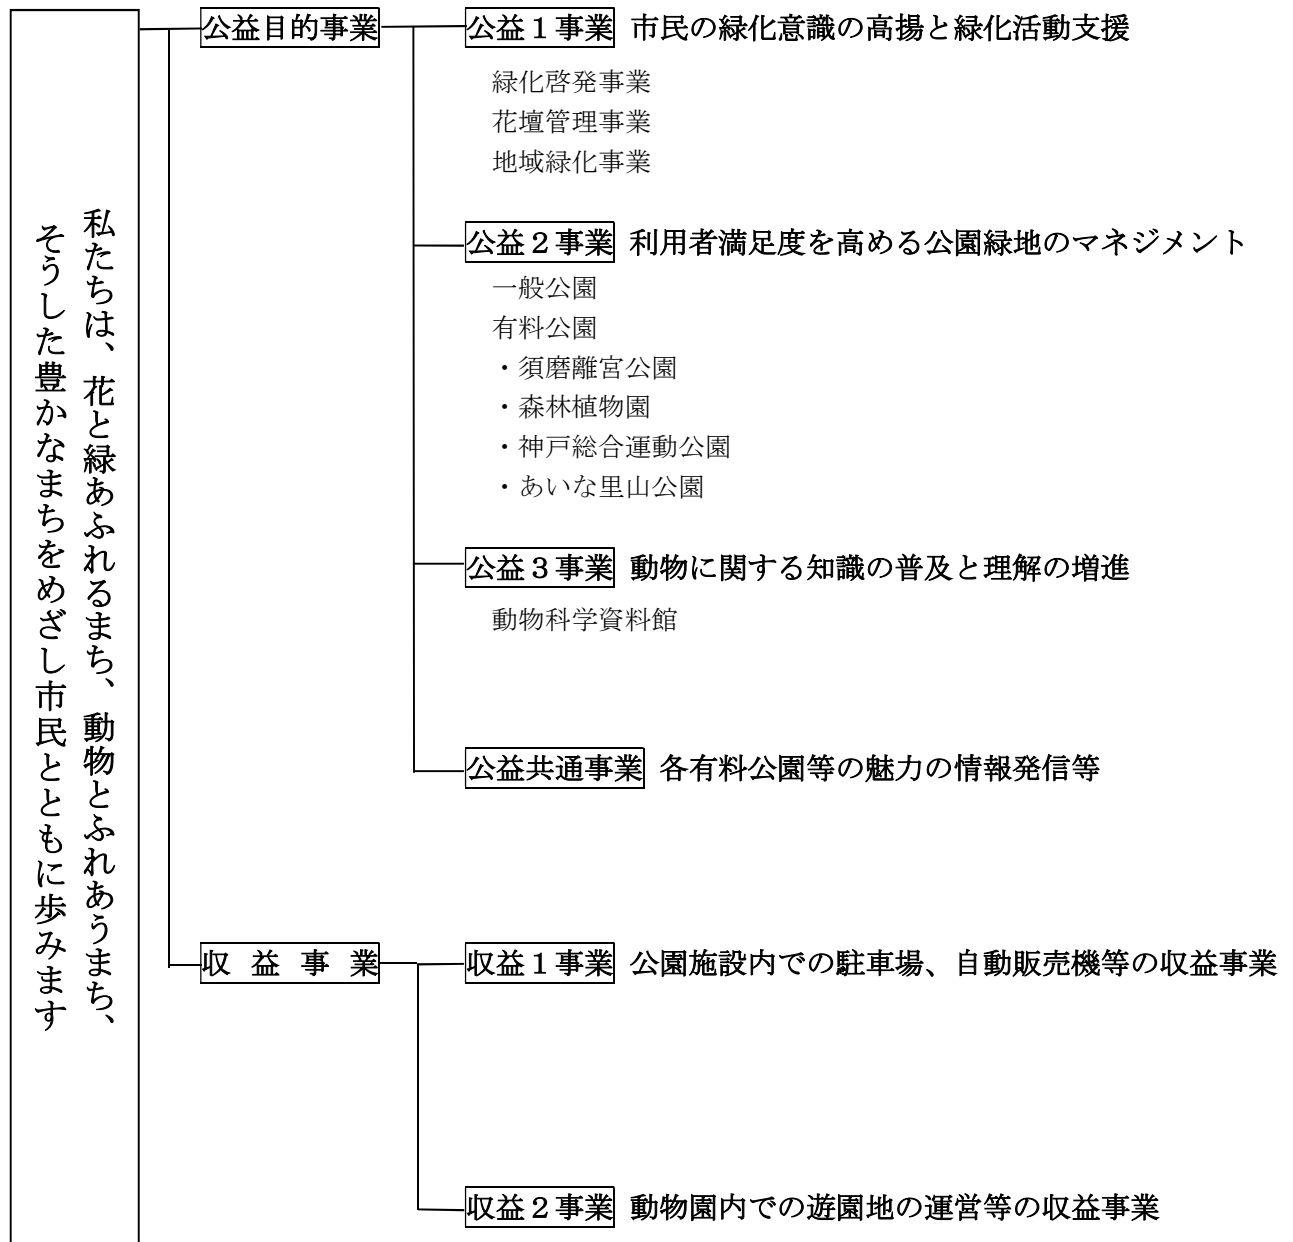 私たちは、花と緑あふれるまち、動物とふれあうまち、
そうした豊かなまちをめざし市民とともに歩みます
公益目的事業
公益１事業 市民の緑化意識の高揚と緑化活動支援
緑化啓発事業
花壇管理事業
地域緑化事業
公益２事業 利用者満足度を高める公園緑地のマネジメント
一般公園
有料公園
・須磨離宮公園
・森林植物園
・神戸総合運動公園
・あいな里山公園
公益３事業 動物に関する知識の普及と理解の増進
動物科学資料館
公益共通事業 各有料公園等の魅力の情報発信等
収益事業
収益１事業 公園施設内での駐車場、自動販売機等の収益事業
収益２事業 動物園内での遊園地の運営等の収益事業